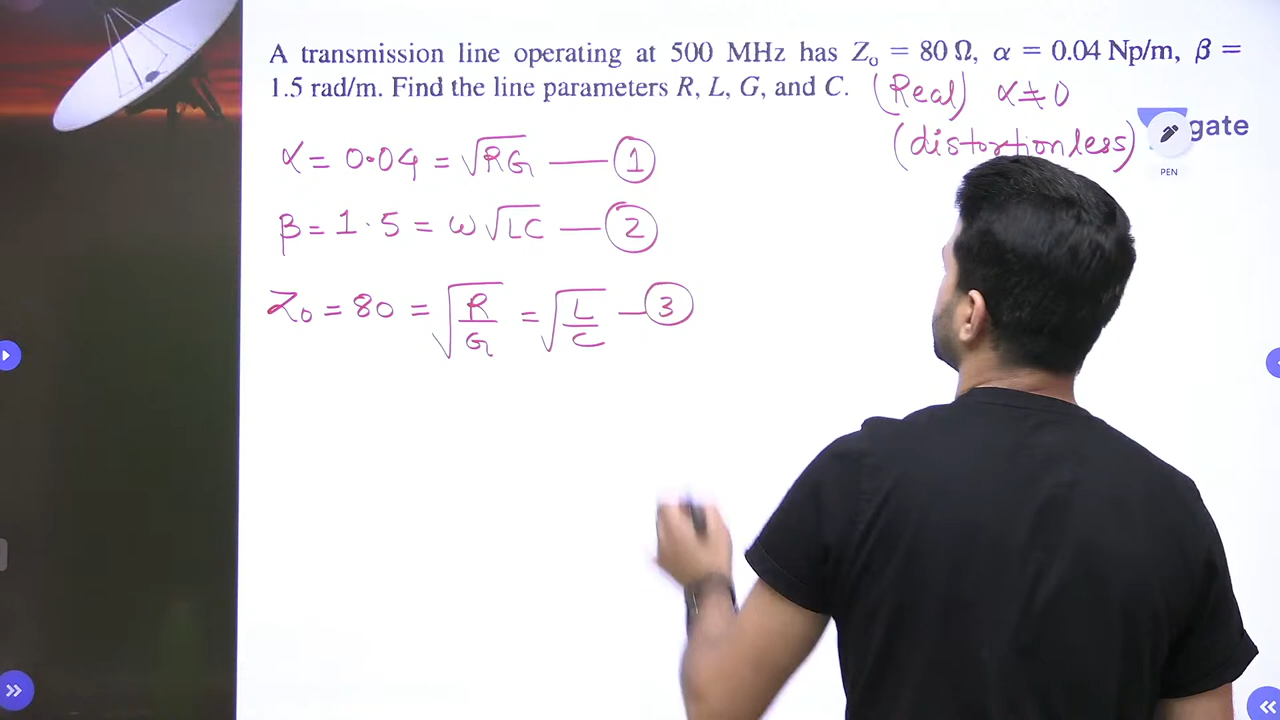 A transmission line operating at 500 MHz has Zₒ = 80 Ω, α = 0.04 Np/m, β =
1.5 rad/m. Find the line parameters R, L, G, and C. (Real) α ≠ 0
(distortionless)
gate
PEN
α = 0.04 = √RG — ①
β = 1.5 = ω√LC — ②
Z₀ = 80 = √(R/G) = √(L/C) — ③